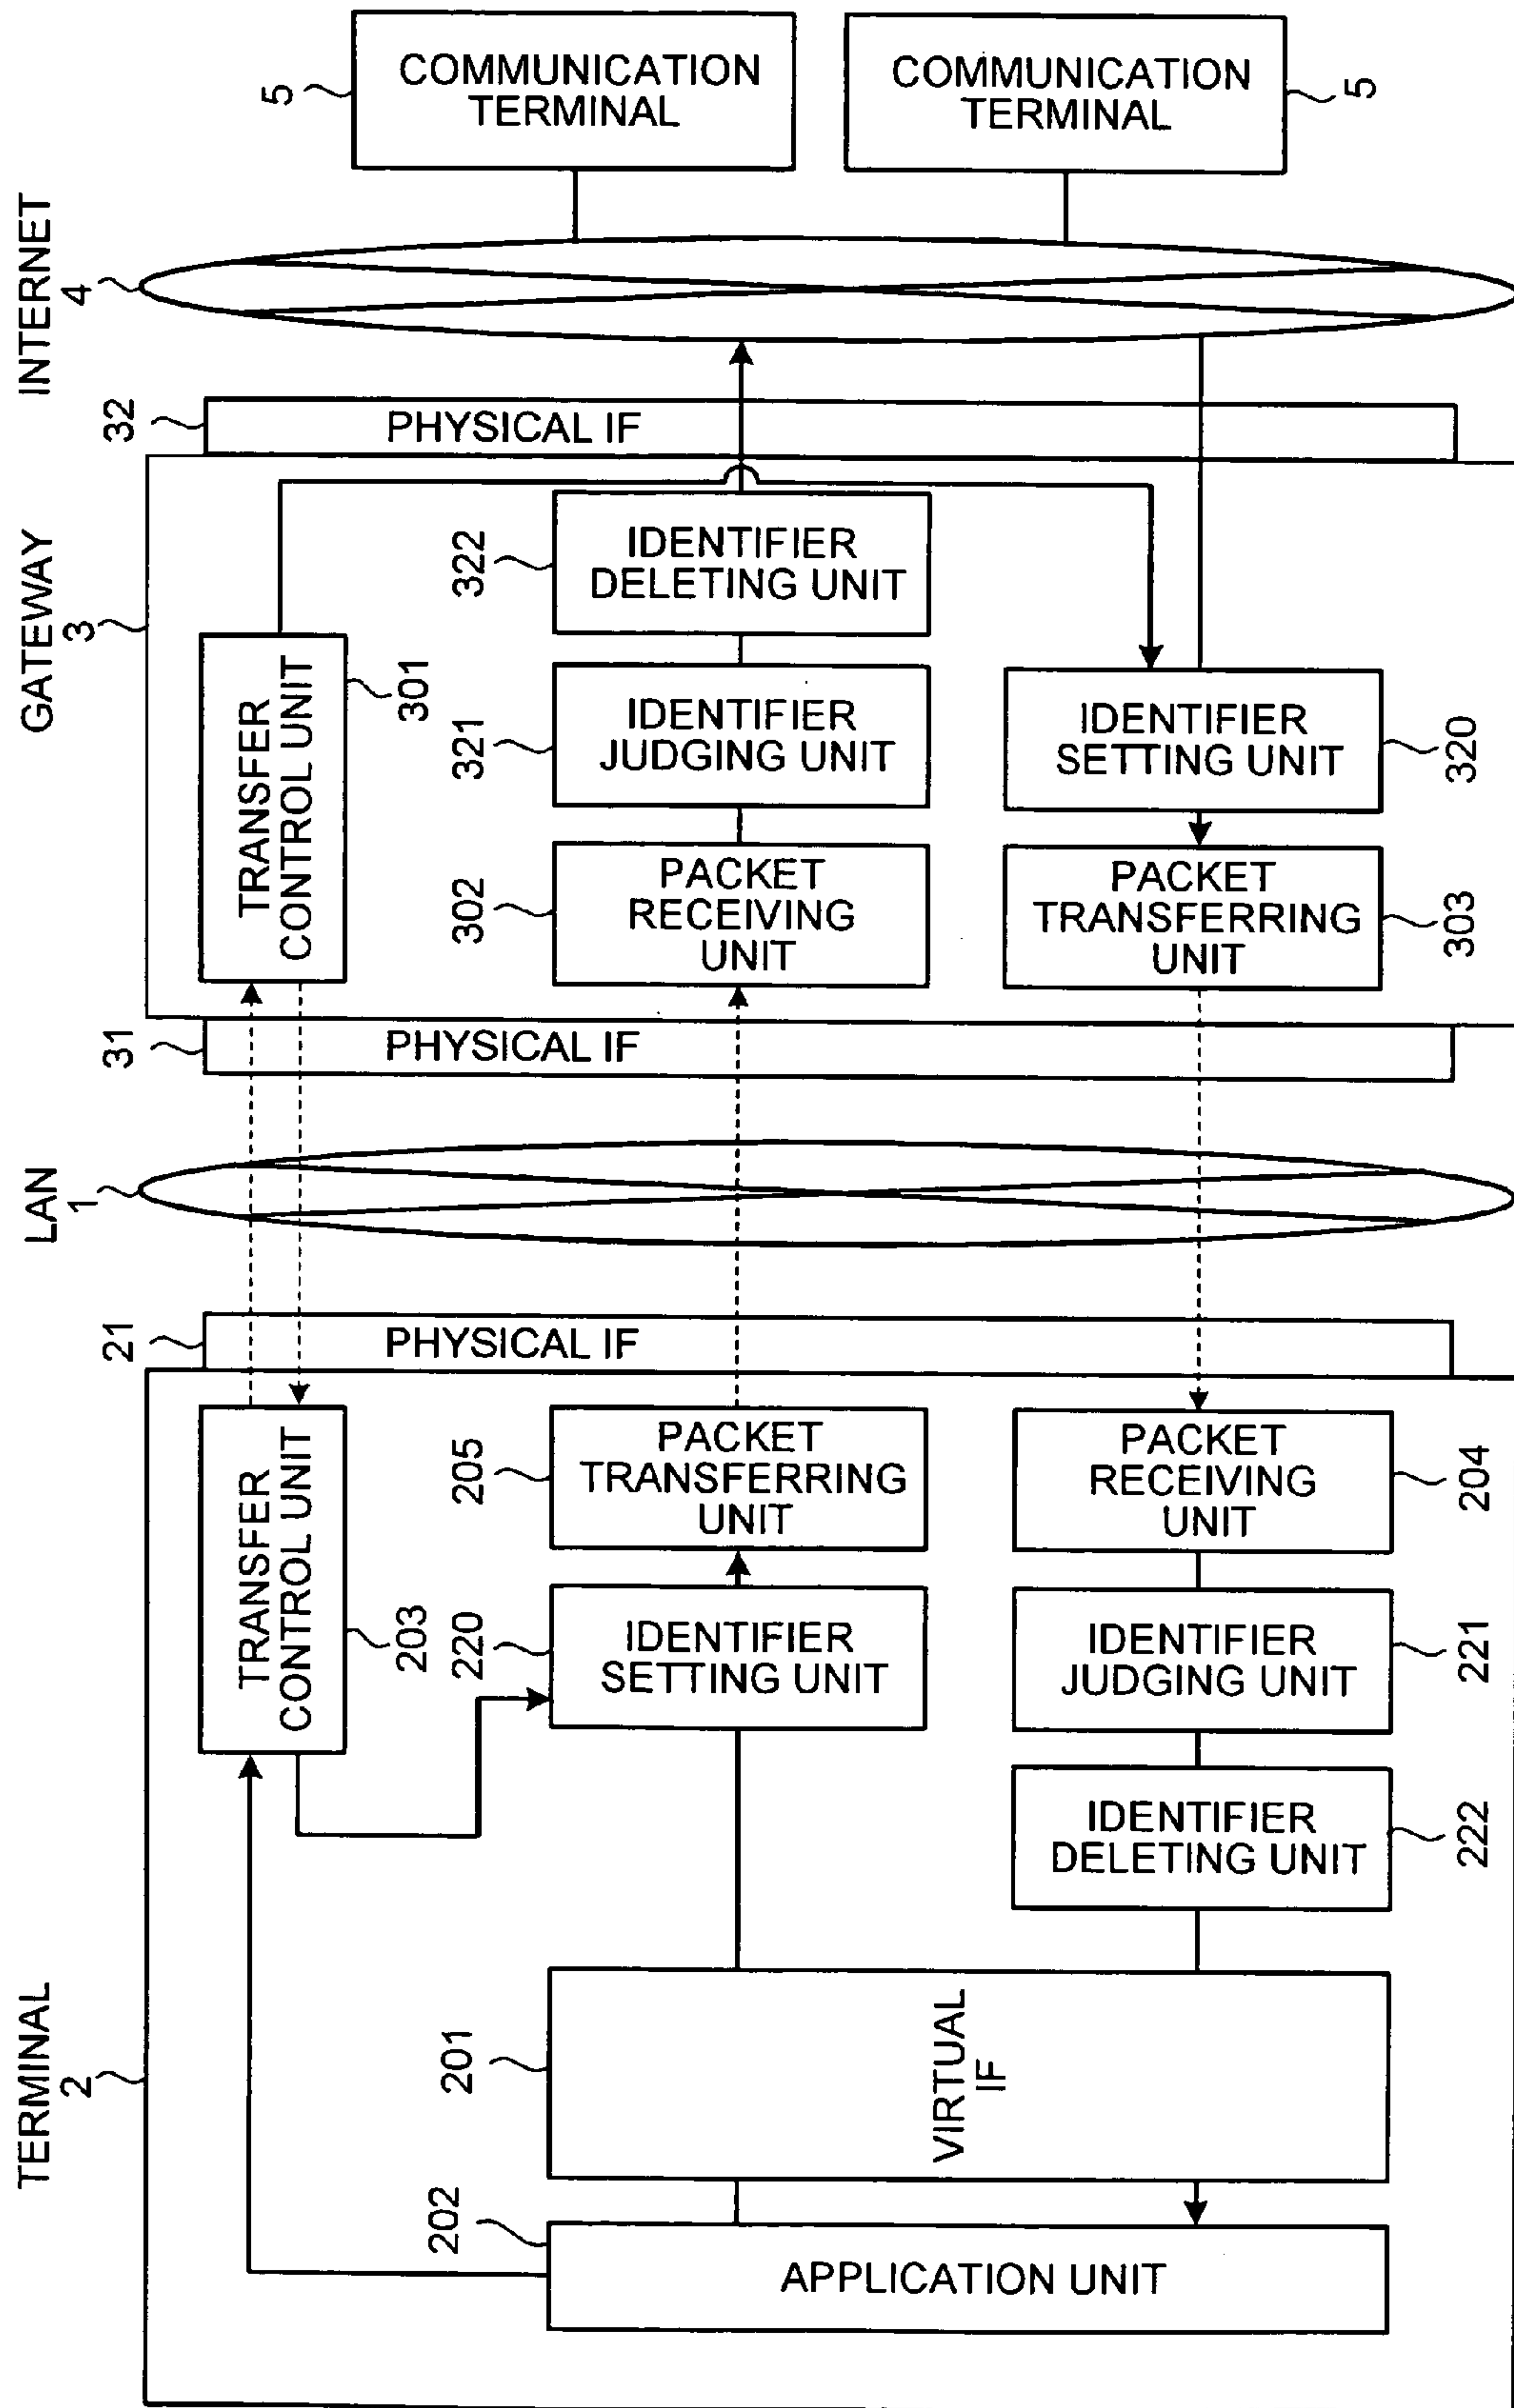 COMMUNICATION
TERMINAL
5
COMMUNICATION
TERMINAL
5
INTERNET
4
32
PHYSICAL IF
GATEWAY
3
TRANSFER
CONTROL UNIT
301
322
IDENTIFIER
DELETING UNIT
321
IDENTIFIER
JUDGING UNIT
302
PACKET
RECEIVING
UNIT
IDENTIFIER
SETTING UNIT
320
PACKET
TRANSFERRING
UNIT
303
31
PHYSICAL IF
LAN
1
21
PHYSICAL IF
TERMINAL
2
TRANSFER
CONTROL UNIT
203
205
PACKET
TRANSFERRING
UNIT
220
IDENTIFIER
SETTING UNIT
PACKET
RECEIVING
UNIT
204
IDENTIFIER
JUDGING UNIT
221
IDENTIFIER
DELETING UNIT
222
201
VIRTUAL
IF
202
APPLICATION UNIT